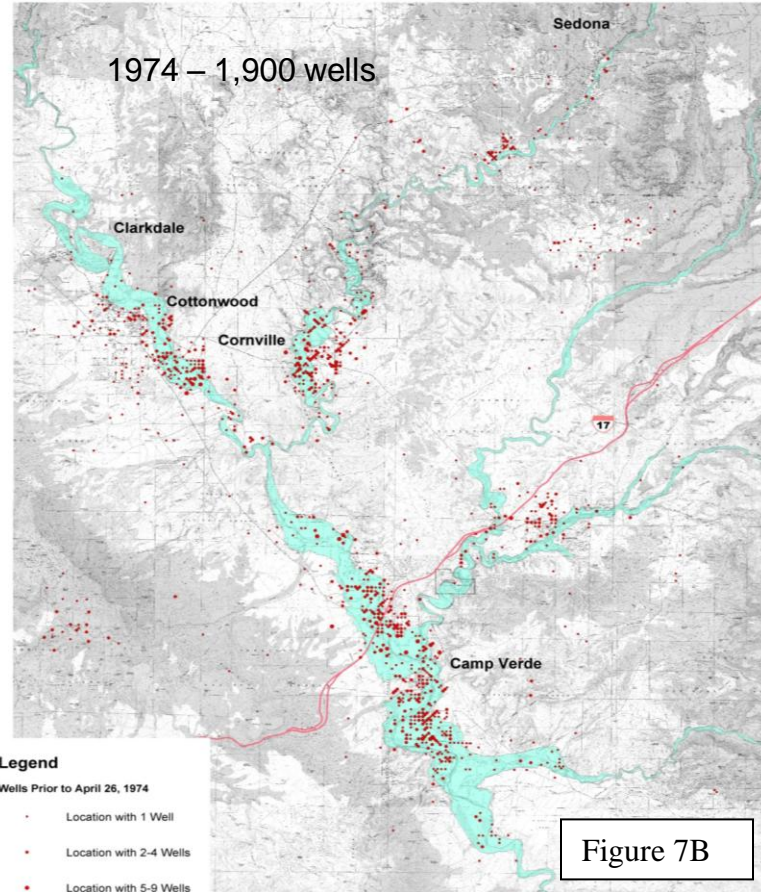 Sedona
1974 – 1,900 wells
Clarkdale
Cottonwood
Cornville
17
Camp Verde
Legend
Wells Prior to April 26, 1974
Location with 1 Well
Location with 2-4 Wells
Location with 5-9 Wells
Figure 7B